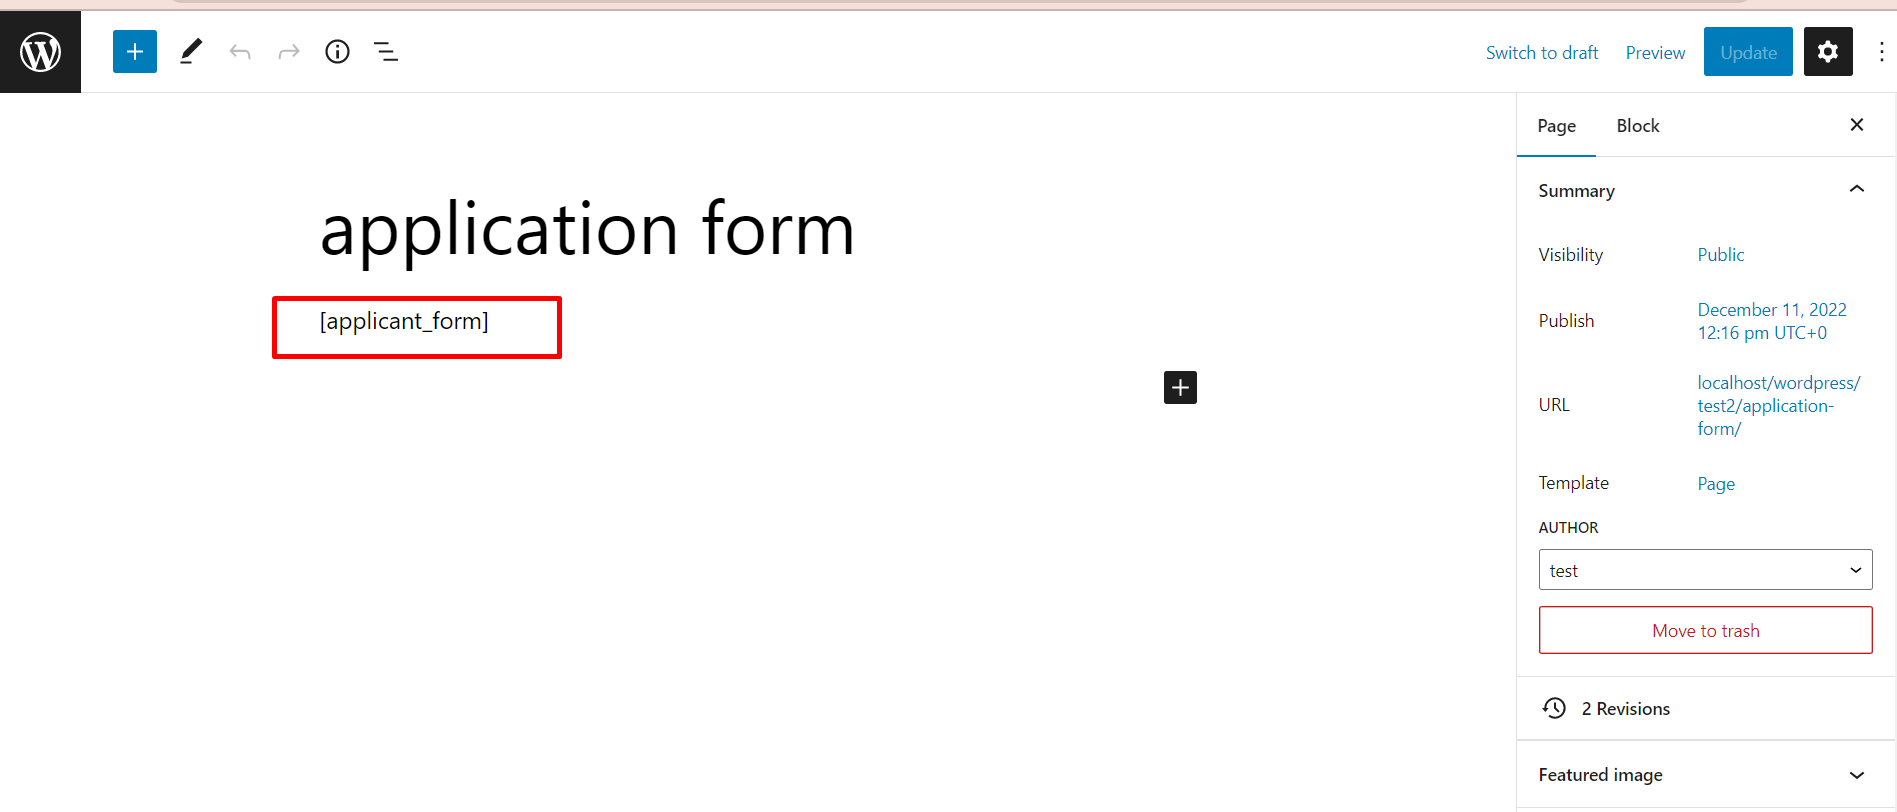 Switch to draft
Preview
Update
Page
Block
application form
[applicant_form]
Summary
Visibility
Public
Publish
December 11, 2022
12:16 pm UTC+0
URL
localhost/wordpress/
test2/application-
form/
Template
Page
AUTHOR
test
Move to trash
2 Revisions
Featured image